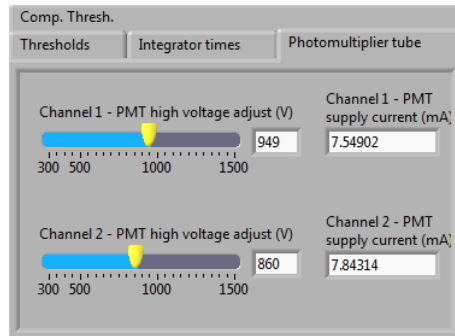 Comp. Thresh.
Thresholds
Integrator times
Photomultiplier tube
Channel 1 - PMT high voltage adjust (V)
949
300 500 1000 1500
Channel 1 - PMT
supply current (mA)
7.54902
Channel 2 - PMT high voltage adjust (V)
860
300 500 1000 1500
Channel 2 - PMT
supply current (mA)
7.84314